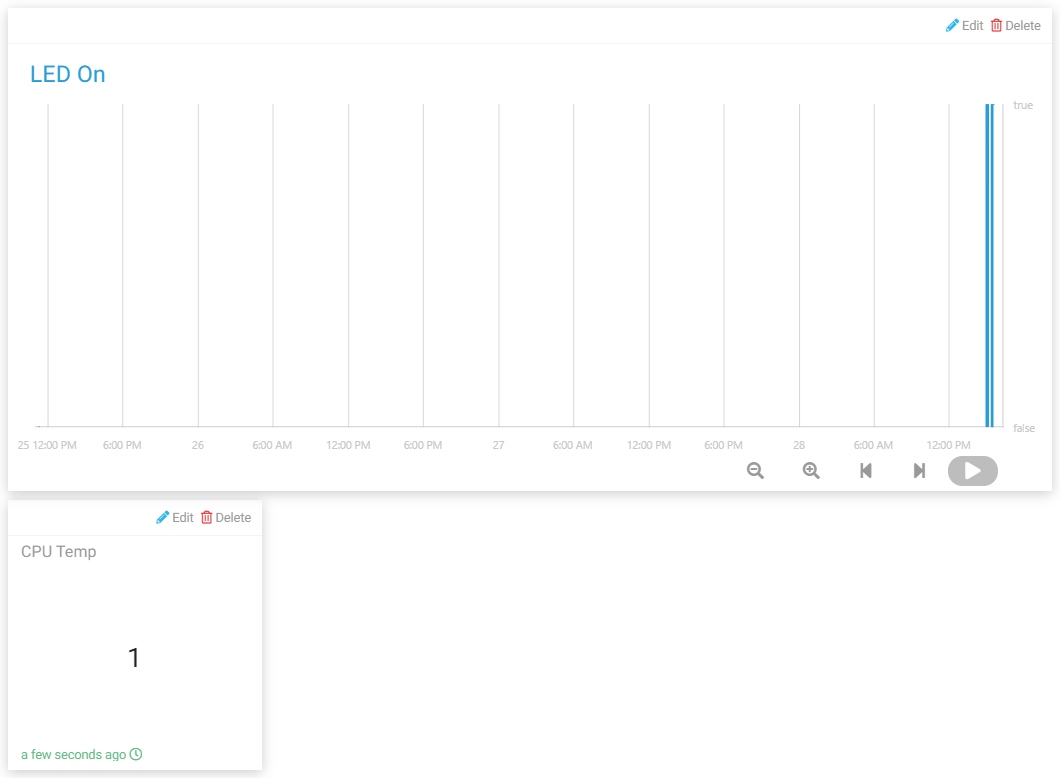 Edit Delete
LED On
true
false
25 12:00 PM 6:00 PM 26 6:00 AM 12:00 PM 6:00 PM 27 6:00 AM 12:00 PM 6:00 PM 28 6:00 AM 12:00 PM
Edit Delete
CPU Temp
1
a few seconds ago